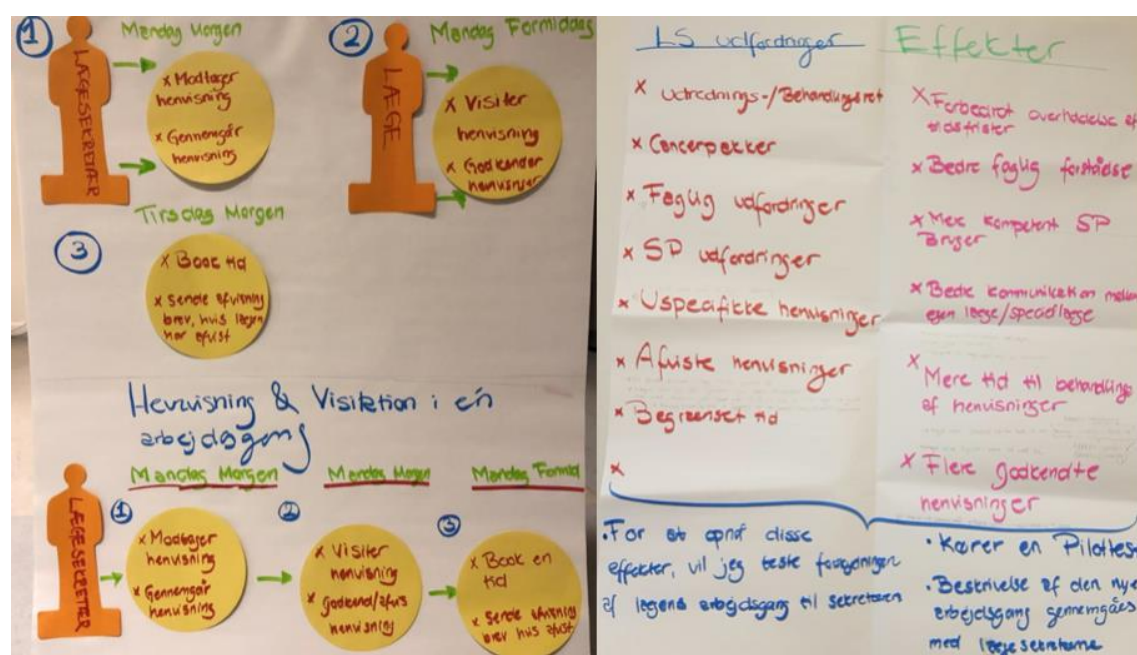 1
Mandag Morgen
LÆGESEKRETÆR
x Modtager
henvisning
x Gennemgår
henvisning
2
Mandag Formiddag
LÆGE
x Visiter
henvisning
x Godkender
henvisninger
Tirsdag Morgen
3
x Book tid
x Sende afvisning
brev, hvis lægen
har afvist
Henvisning & Visitation i én
arbejdsgang
Mandag Morgen
LÆGESEKRETÆR
1
x Modtager
henvisning
x Gennemgår
henvisning
Mandag Morgen
2
x Visiter
henvisning
x Godkend/afvis
henvisning
Mandag Formid
3
x Book en
tid
x Sende afvisning
brev hvis afvist
LS udfordringer
x Udrednings-/Behandlingsret
x Cancerpakker
x Faglig udfordringer
x SP udfordringer
x Uspecifikke henvisninger
x Afviste henvisninger
x Begrænset tid
x
Effekter
x Forbedret overholdelse af
tidsfrister
x Bedre faglig forståelse
x Mere kompetent SP
Bruger
x Bedre kommunikation mellem
egen læge/speciallæge
x
Mere tid til behandling
af henvisninger
x Flere godkendte
henvisninger
• For at opnå disse
effekter, vil jeg teste
af lægens arbejdsgang til sekretæren
• Kører en Pilottest
• Beskrivelse af den nye
arbejdsgang gennemgåes
med lægesekretærerne